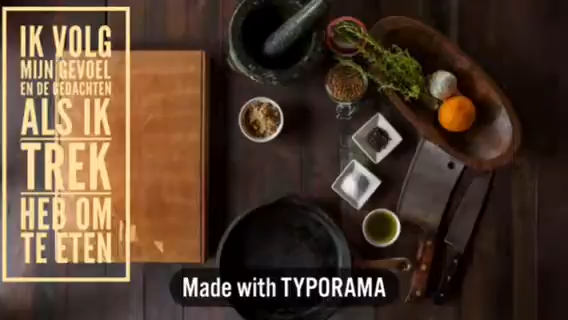 IK VOLG
MIJN GEVOEL
EN DE GEDACHTEN
ALS IK
TREK
HEB OM
TE ETEN
Made with TYPORAMA